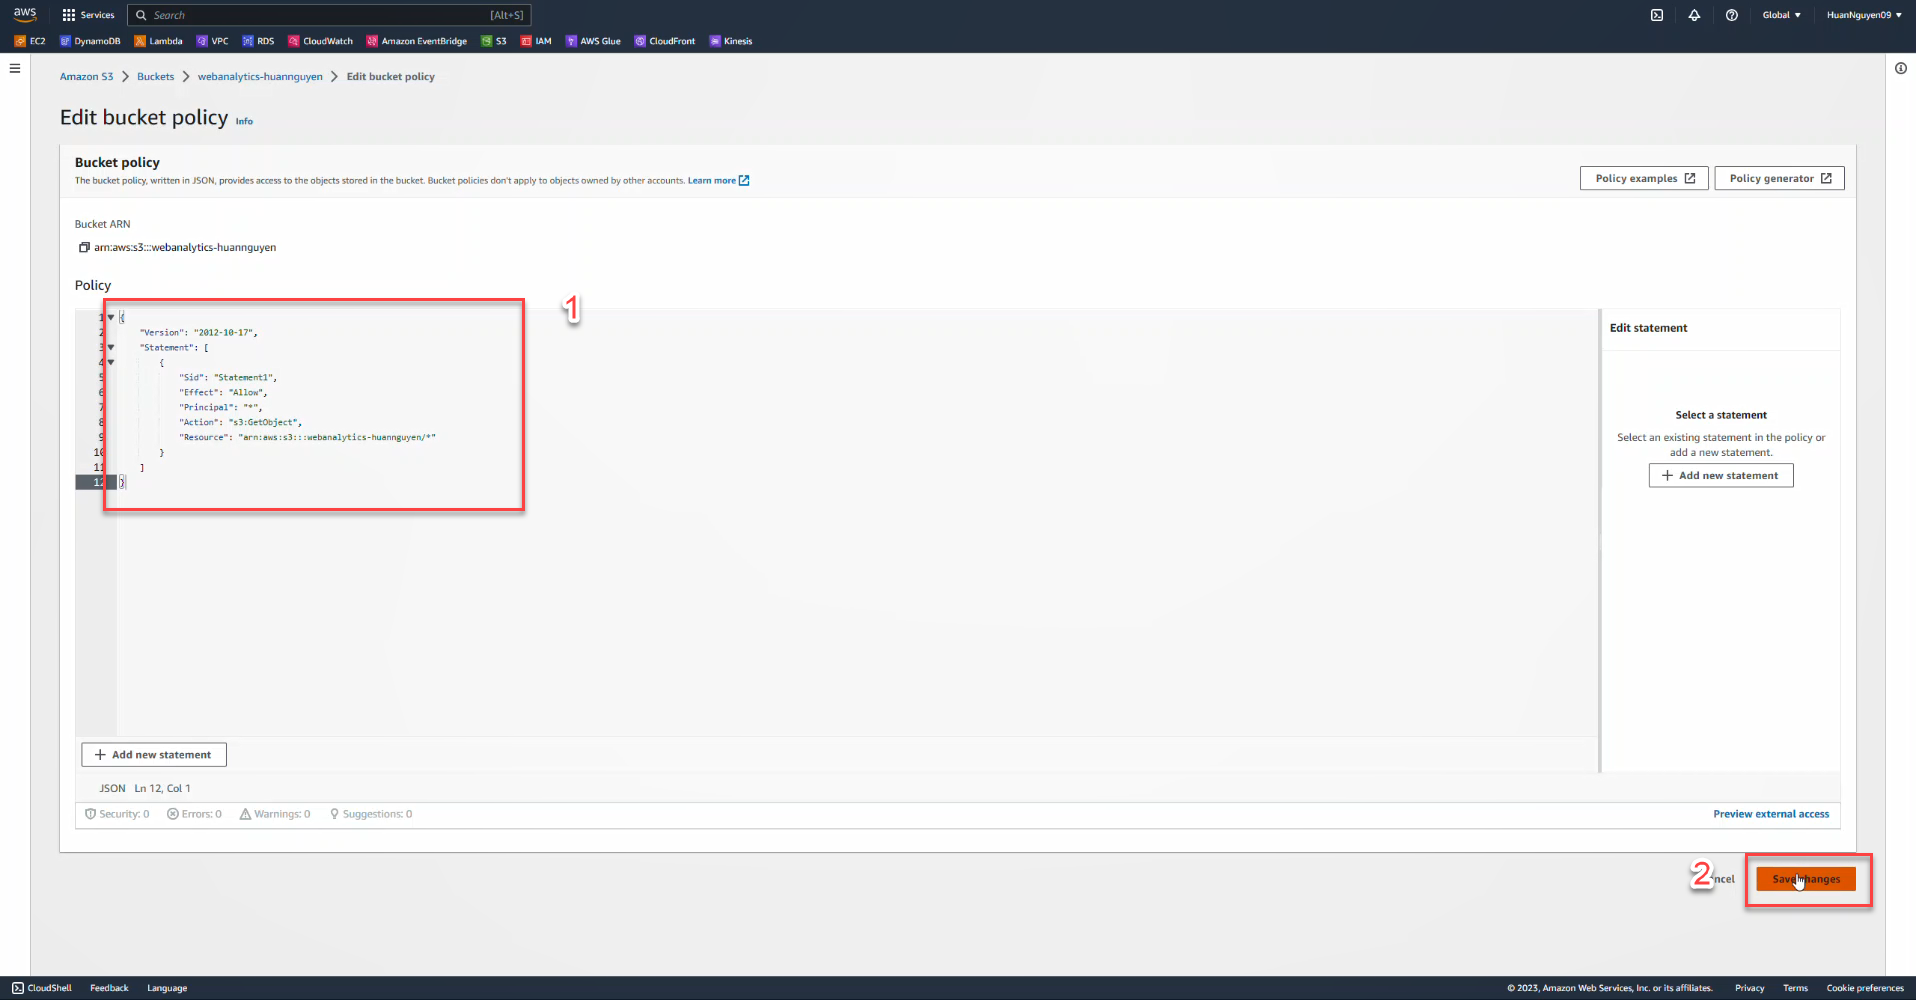 aws Services Search [Alt+S] Global HuanNguyen09
EC2 DynamoDB Lambda VPC RDS CloudWatch Amazon EventBridge S3 IAM AWS Glue CloudFront Kinesis
Amazon S3 > Buckets > webanalytics-huannguyen > Edit bucket policy
Edit bucket policy Info
Bucket policy
The bucket policy, written in JSON, provides access to the objects stored in the bucket. Bucket policies don't apply to objects owned by other accounts. Learn more
Policy examples Policy generator
Bucket ARN
arn:aws:s3:::webanalytics-huannguyen
Policy
1
1 {
2 "Version": "2012-10-17",
3 "Statement": [
4 {
5 "Sid": "Statement1",
6 "Effect": "Allow",
7 "Principal": "*",
8 "Action": "s3:GetObject",
9 "Resource": "arn:aws:s3:::webanalytics-huannguyen/*"
10 }
11 ]
12 }
Edit statement
Select a statement
Select an existing statement in the policy or
add a new statement.
+ Add new statement
+ Add new statement
JSON Ln 12, Col 1
Security: 0 Errors: 0 Warnings: 0 Suggestions: 0
Preview external access
2 Save changes
CloudShell Feedback Language
© 2023, Amazon Web Services, Inc. or its affiliates. Privacy Terms Cookie preferences